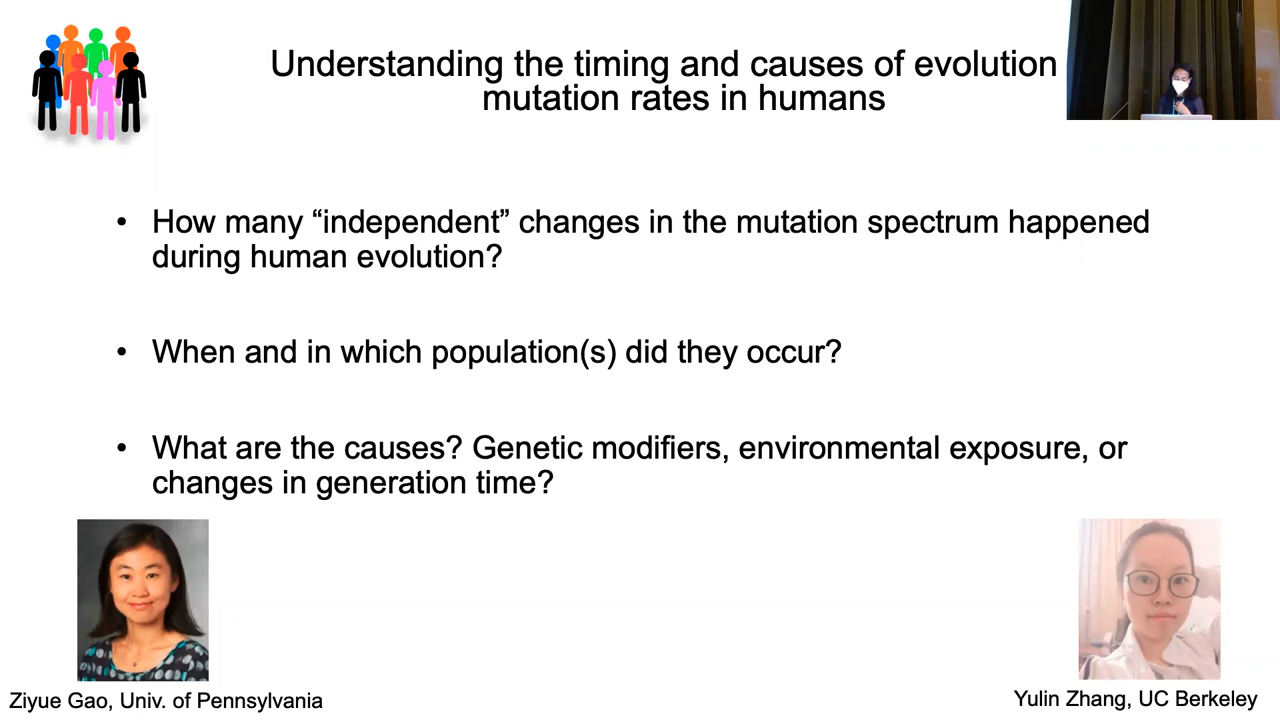 Understanding the timing and causes of evolution
mutation rates in humans
• How many “independent” changes in the mutation spectrum happened
during human evolution?
• When and in which population(s) did they occur?
• What are the causes? Genetic modifiers, environmental exposure, or
changes in generation time?
Ziyue Gao, Univ. of Pennsylvania
Yulin Zhang, UC Berkeley